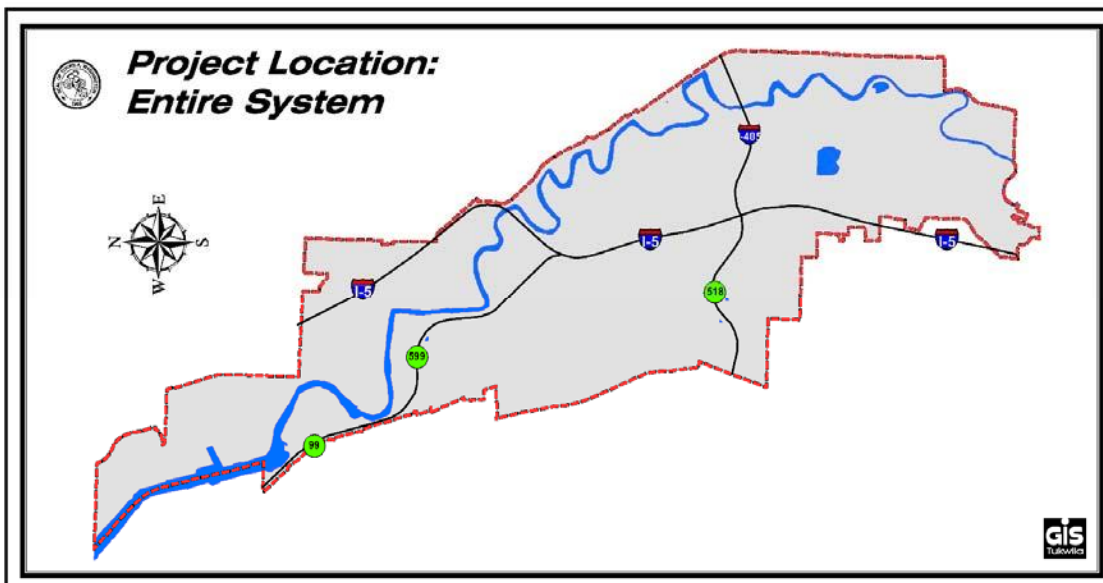 Project Location:
Entire System
I-405
E
N
S
W
I-5
I-5
I-5
518
599
99
GIS
Tukwila